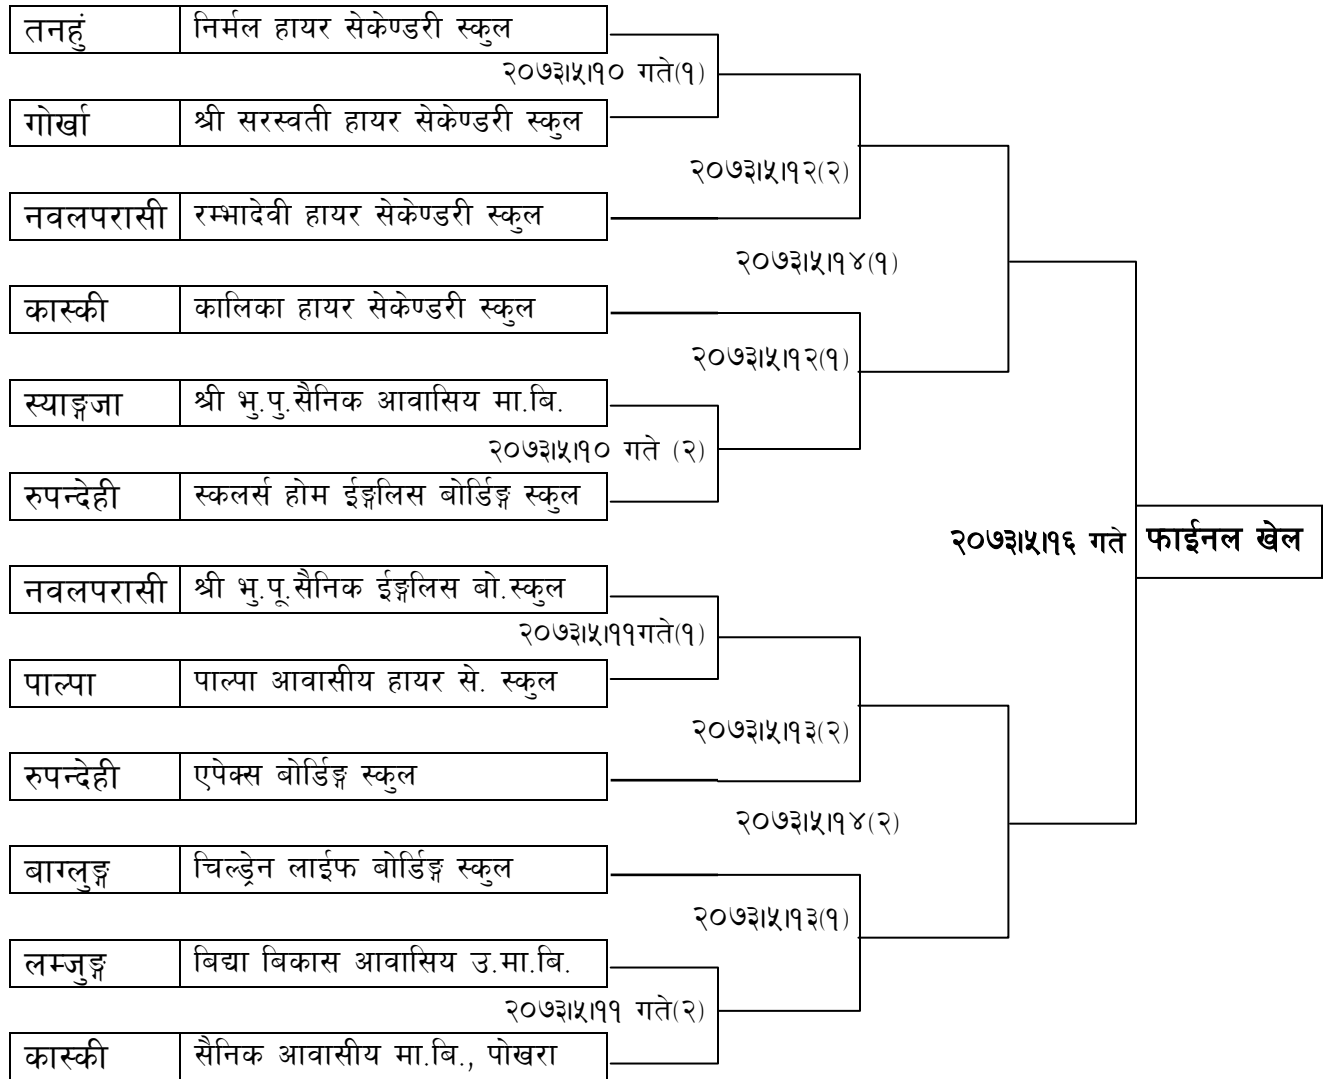 तनहुं निर्मल हायर सेकेण्डरी स्कुल
२०७३।५।१० गते(१)
गोर्खा श्री सरस्वती हायर सेकेण्डरी स्कुल
२०७३।५।१२(२)
नवलपरासी रम्भादेवी हायर सेकेण्डरी स्कुल
२०७३।५।१४(१)
कास्की कालिका हायर सेकेण्डरी स्कुल
२०७३।५।१२(१)
स्याङ्गजा श्री भु.पु.सैनिक आवासिय मा.बि.
२०७३।५।१० गते (२)
रुपन्देही स्कलर्स होम ईङ्गलिस बोर्डिङ्ग स्कुल
२०७३।५।१६ गते फाईनल खेल
नवलपरासी श्री भु.पू.सैनिक ईङ्गलिस बो.स्कुल
२०७३।५।११गते(१)
पाल्पा पाल्पा आवासीय हायर से. स्कुल
२०७३।५।१३(२)
रुपन्देही एपेक्स बोर्डिङ्ग स्कुल
२०७३।५।१४(२)
बाग्लुङ्ग चिल्ड्रेन लाईफ बोर्डिङ्ग स्कुल
२०७३।५।१३(१)
लम्जुङ्ग बिद्या बिकास आवासिय उ.मा.बि.
२०७३।५।११ गते(२)
कास्की सैनिक आवासीय मा.बि., पोखरा